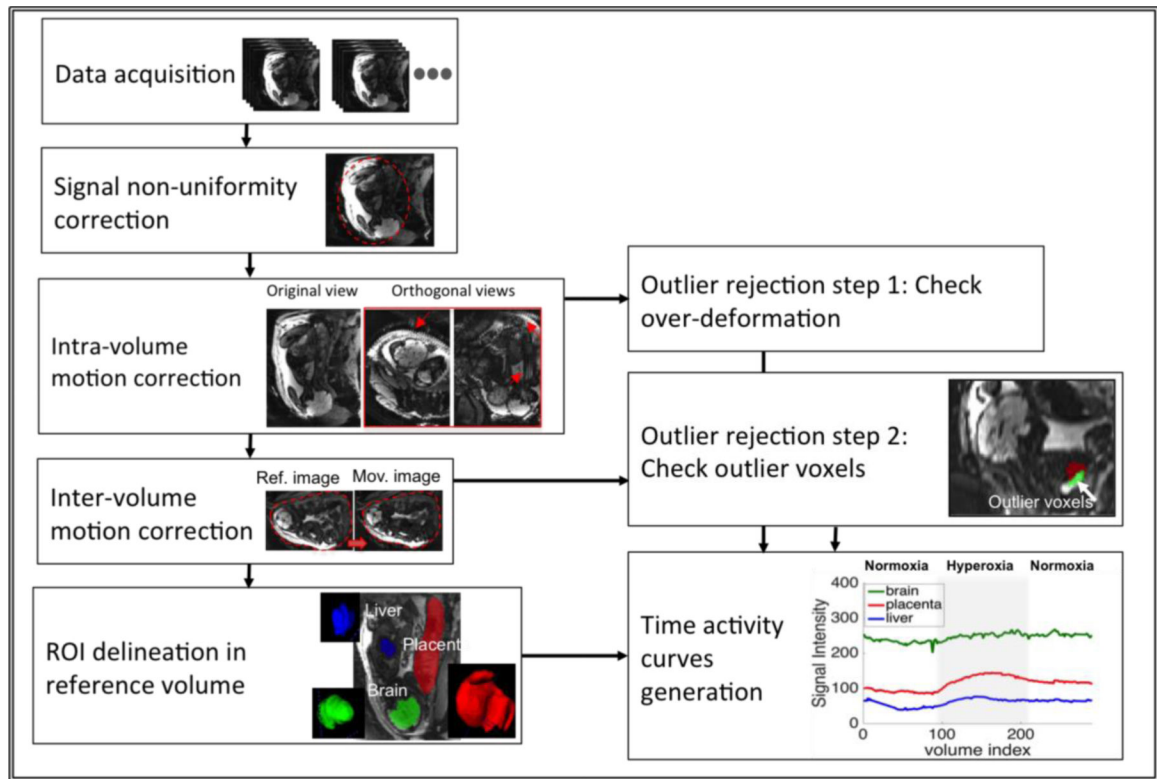 Data acquisition
Signal non-uniformity
correction
Original view
Orthogonal views
Intra-volume
motion correction
Ref. image
Mov. image
Inter-volume
motion correction
Liver
Placenta
Brain
ROI delineation in
reference volume
Outlier rejection step 1: Check
over-deformation
Outlier rejection step 2:
Check outlier voxels
Outlier voxels
Time activity
curves
generation
Normoxia
Hyperoxia
Normoxia
brain
placenta
liver
Signal Intensity
400
300
200
100
0
0
100
200
volume index